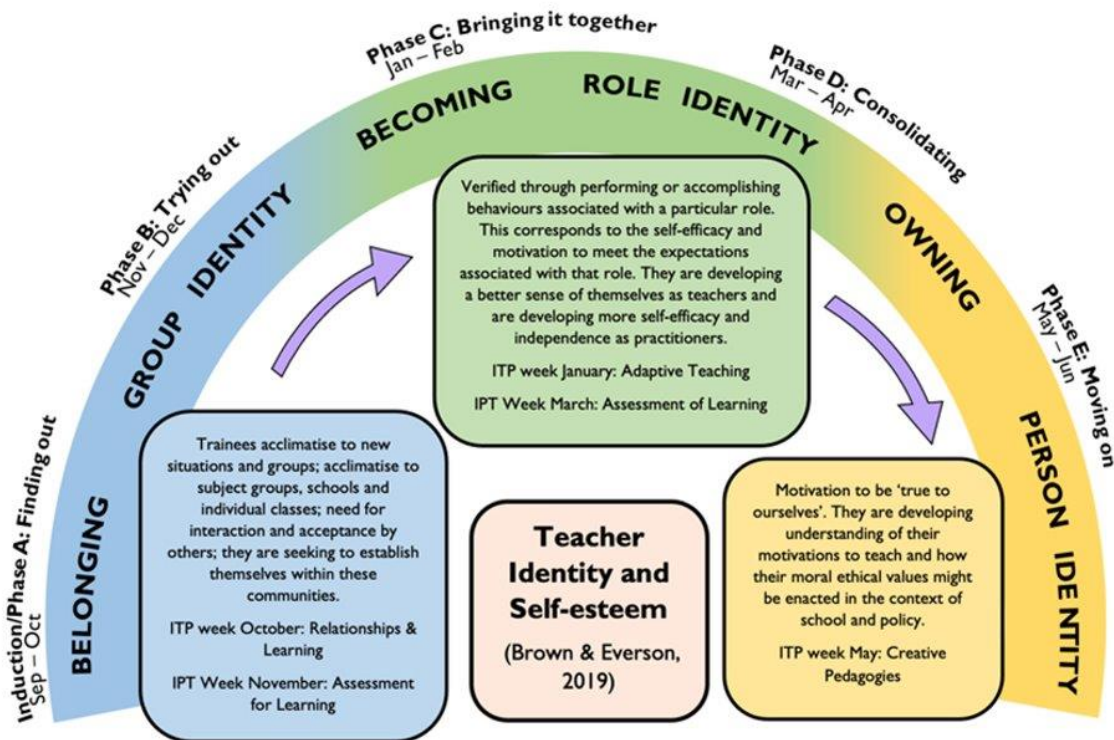 Induction/Phase A: Finding out
Sep – Oct
Phase B: Trying out
Nov – Dec
Phase C: Bringing it together
Jan – Feb
Phase D: Consolidating
Mar – Apr
Phase E: Moving on
May – Jun
BELONGING
GROUP IDENTITY
BECOMING
ROLE IDENTITY
OWNING
PERSON IDENTITY
Trainees acclimatise to new
situations and groups; acclimatise to
subject groups, schools and
individual classes; need for
interaction and acceptance by
others; they are seeking to establish
themselves within these
communities.
ITP week October: Relationships &
Learning
IPT Week November: Assessment
for Learning
Verified through performing or accomplishing
behaviours associated with a particular role.
This corresponds to the self-efficacy and
motivation to meet the expectations
associated with that role. They are developing
a better sense of themselves as teachers and
are developing more self-efficacy and
independence as practitioners.
ITP week January: Adaptive Teaching
IPT Week March: Assessment of Learning
Teacher
Identity and
Self-esteem
(Brown & Everson,
2019)
Motivation to be ‘true to
ourselves’. They are developing
understanding of their
motivations to teach and how
their moral ethical values might
be enacted in the context of
school and policy.
ITP week May: Creative
Pedagogies